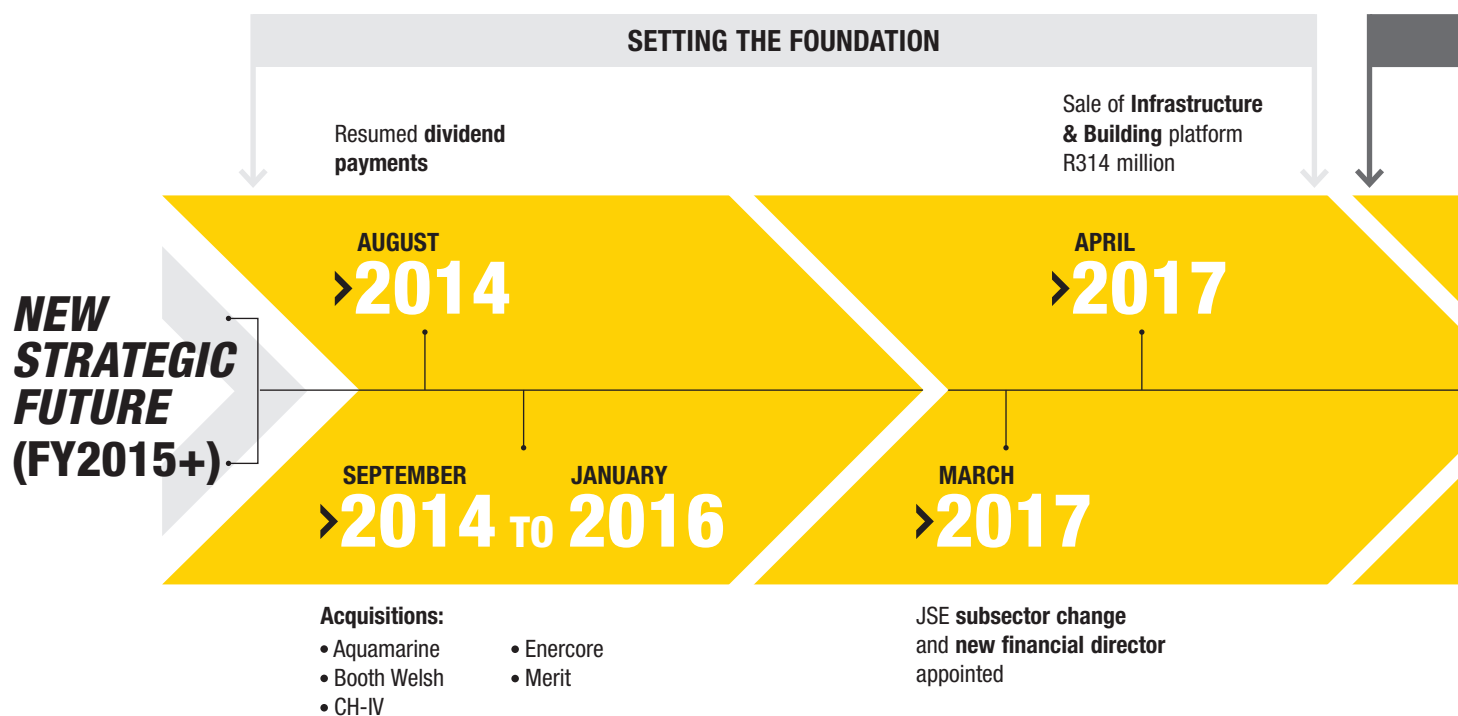 SETTING THE FOUNDATION
Resumed dividend
payments
Sale of Infrastructure
& Building platform
R314 million
NEW
STRATEGIC
FUTURE
(FY2015+)
AUGUST
2014
APRIL
2017
SEPTEMBER
2014 TO
JANUARY
2016
MARCH
2017
Acquisitions:
• Aquamarine
• Booth Welsh
• CH-IV
• Enercore
• Merit
JSE subsector change
and new financial director
appointed